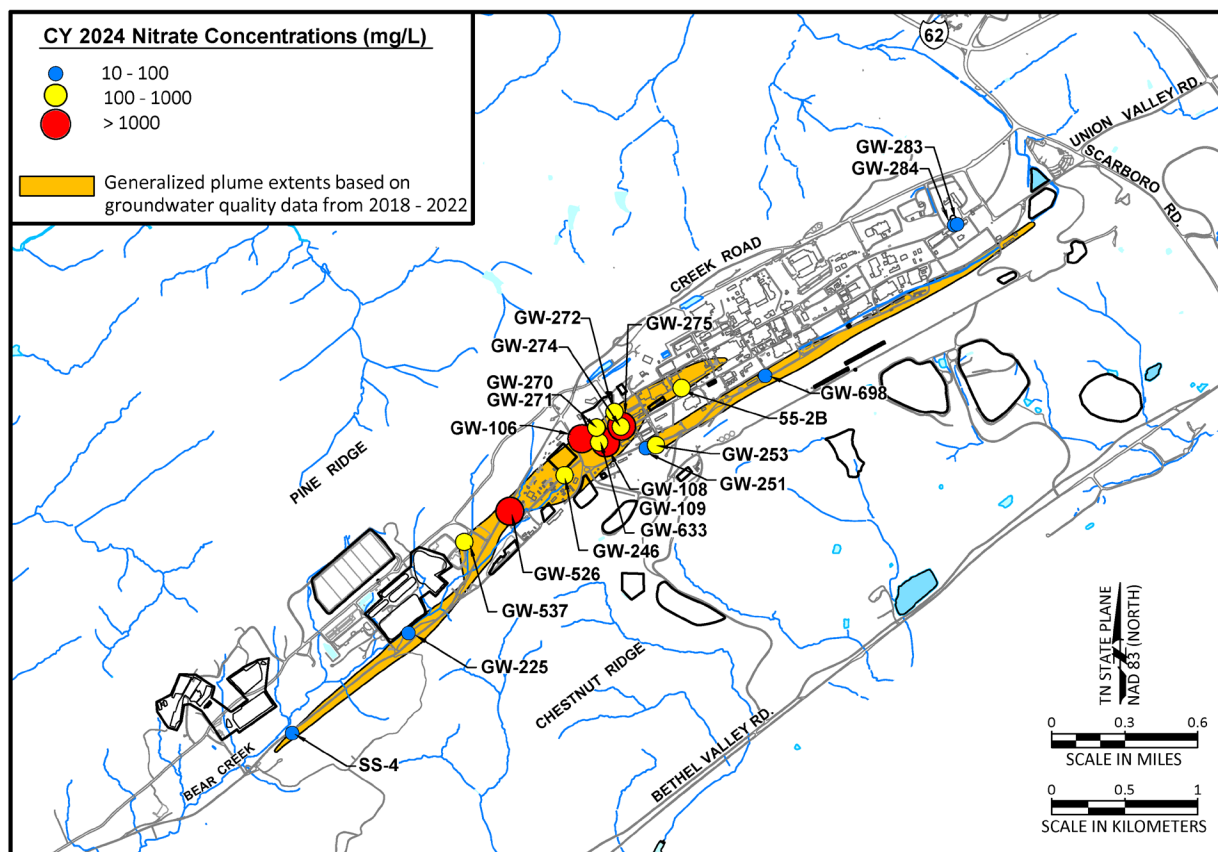 CY 2024 Nitrate Concentrations (mg/L)
10 - 100
100 - 1000
> 1000
Generalized plume extents based on
groundwater quality data from 2018 - 2022
62
UNION VALLEY RD.
SCARBORO
RD.
GW-283
GW-284
CREEK ROAD
GW-272
GW-275
GW-274
GW-270
GW-271
GW-698
55-2B
GW-106
GW-253
PINE RIDGE
GW-108
GW-251
GW-109
GW-633
GW-246
GW-526
GW-537
TN STATE PLANE
NAD 83 (NORTH)
GW-225
CHESTNUT RIDGE
BETHEL VALLEY RD.
0 0.3 0.6
SCALE IN MILES
BEAR CREEK
SS-4
0 0.5 1
SCALE IN KILOMETERS